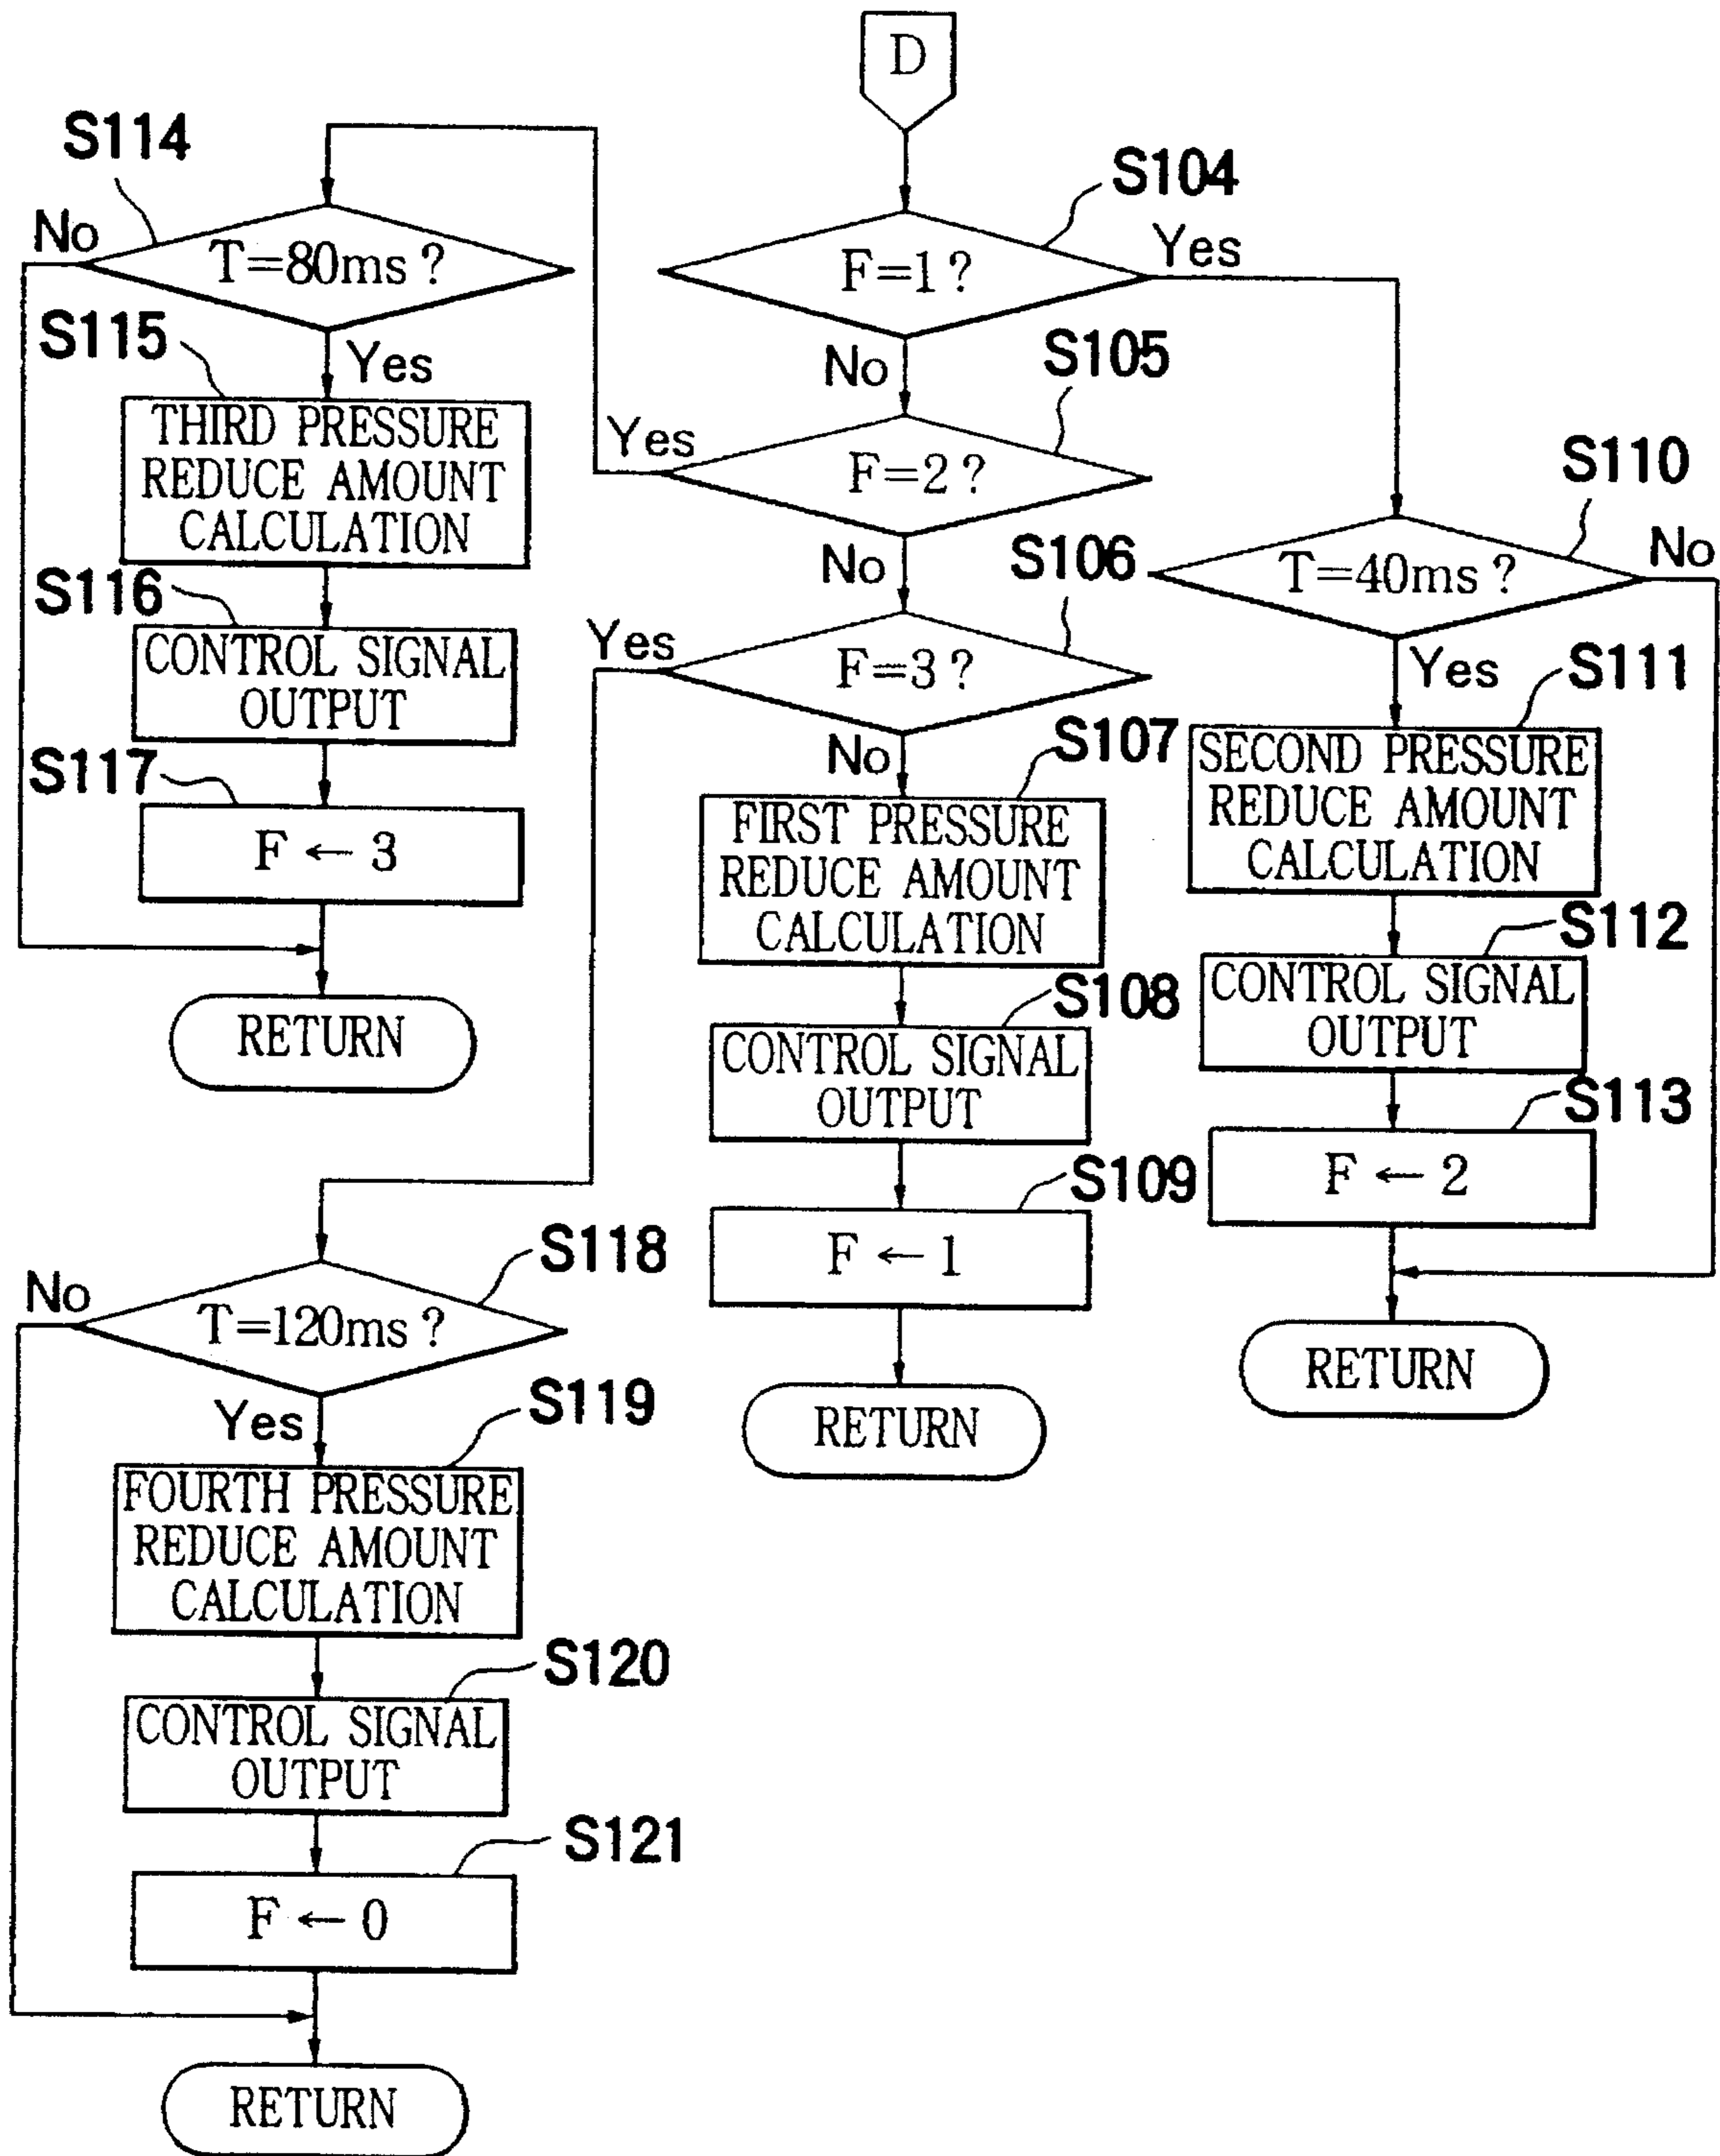 D
S104
F=1?
Yes
No
S105
F=2?
Yes
No
S106
F=3?
Yes
No
S107
FIRST PRESSURE
REDUCE AMOUNT
CALCULATION
S108
CONTROL SIGNAL
OUTPUT
S109
F ← 1
RETURN
S110
T=40ms?
No
Yes
S111
SECOND PRESSURE
REDUCE AMOUNT
CALCULATION
S112
CONTROL SIGNAL
OUTPUT
S113
F ← 2
RETURN
S114
T=80ms?
No
Yes
S115
THIRD PRESSURE
REDUCE AMOUNT
CALCULATION
S116
CONTROL SIGNAL
OUTPUT
S117
F ← 3
RETURN
S118
T=120ms?
No
Yes
S119
FOURTH PRESSURE
REDUCE AMOUNT
CALCULATION
S120
CONTROL SIGNAL
OUTPUT
S121
F ← 0
RETURN